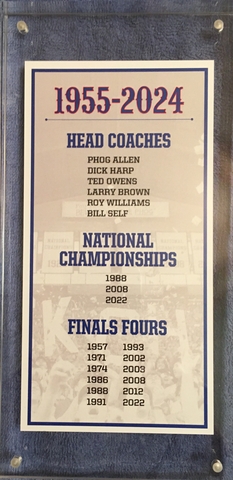 1955-2024
HEAD COACHES
PHOG ALLEN
DICK HARP
TED OWENS
LARRY BROWN
ROY WILLIAMS
BILL SELF
NATIONAL
CHAMPIONSHIPS
1988
2008
2022
FINALS FOURS
1957 1993
1971 2002
1974 2003
1986 2008
1988 2012
1991 2022